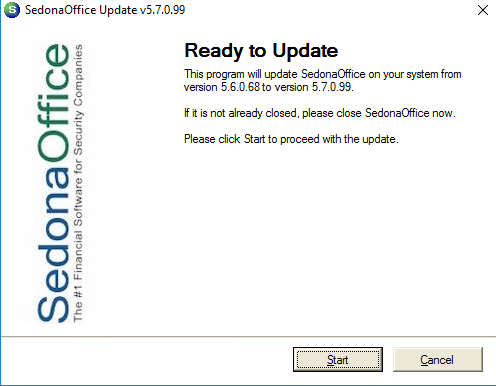 SedonaOffice Update v5.7.0.99
SedonaOffice
The #1 Financial Software for Security Companies
Ready to Update
This program will update SedonaOffice on your system from
version 5.6.0.68 to version 5.7.0.99.
If it is not already closed, please close SedonaOffice now.
Please click Start to proceed with the update.
Start
Cancel